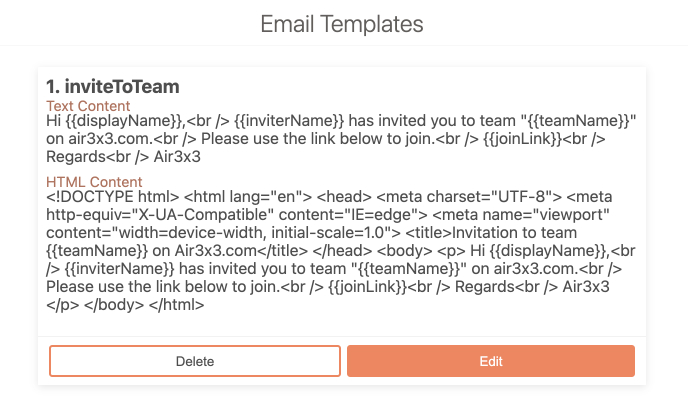 Email Templates
1. inviteToTeam
Text Content
Hi {{displayName}},<br /> {{inviterName}} has invited you to team "{{teamName}}"
on air3x3.com.<br /> Please use the link below to join.<br /> {{joinLink}}<br />
Regards<br /> Air3x3
HTML Content
<!DOCTYPE html> <html lang="en"> <head> <meta charset="UTF-8"> <meta
http-equiv="X-UA-Compatible" content="IE=edge"> <meta name="viewport"
content="width=device-width, initial-scale=1.0"> <title>Invitation to team
{{teamName}} on Air3x3.com</title> </head> <body> <p> Hi {{displayName}},<br
/> {{inviterName}} has invited you to team "{{teamName}}" on air3x3.com.<br />
Please use the link below to join.<br /> {{joinLink}}<br /> Regards<br /> Air3x3
</p> </body> </html>
Delete
Edit